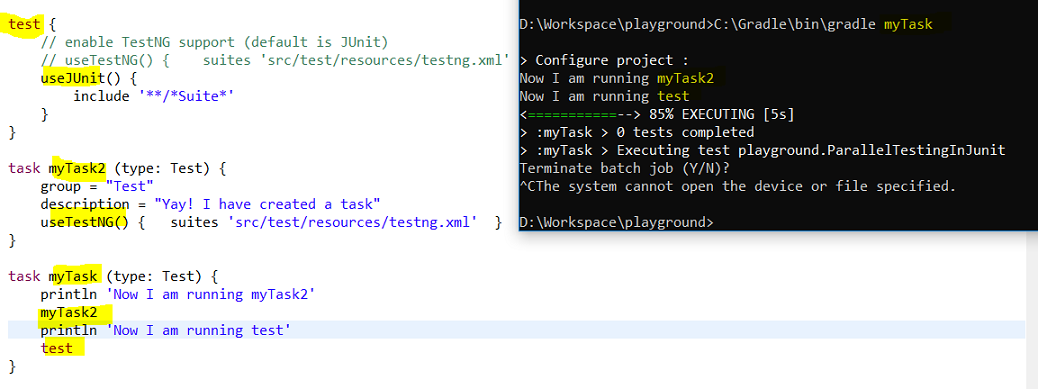 test {
// enable TestNG support (default is JUnit)
// useTestNG() {    suites 'src/test/resources/testng.xml'
useJUnit() {
include '**/*Suite*'
}
}
task myTask2 (type: Test) {
group = "Test"
description = "Yay! I have created a task"
useTestNG() {   suites 'src/test/resources/testng.xml'  }
}
task myTask (type: Test) {
println 'Now I am running myTask2'
myTask2
println 'Now I am running test'
test
}
D:\Workspace\playground>C:\Gradle\bin\gradle myTask
> Configure project :
Now I am running myTask2
Now I am running test
<===========--> 85% EXECUTING [5s]
> :myTask > 0 tests completed
> :myTask > Executing test playground.ParallelTestingInJunit
Terminate batch job (Y/N)?
^CThe system cannot open the device or file specified.
D:\Workspace\playground>